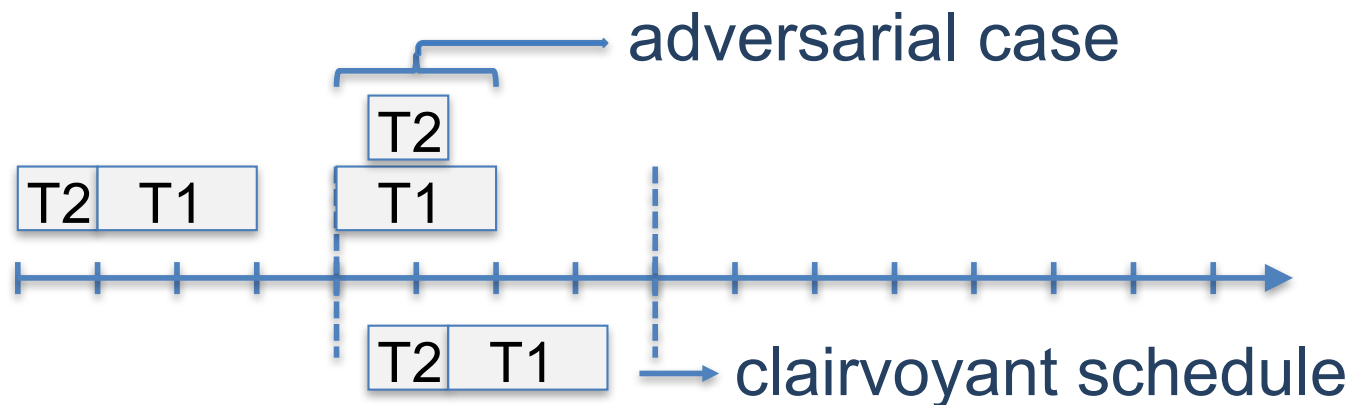 adversarial case
T2
T2 T1 T1
T2 T1
clairvoyant schedule